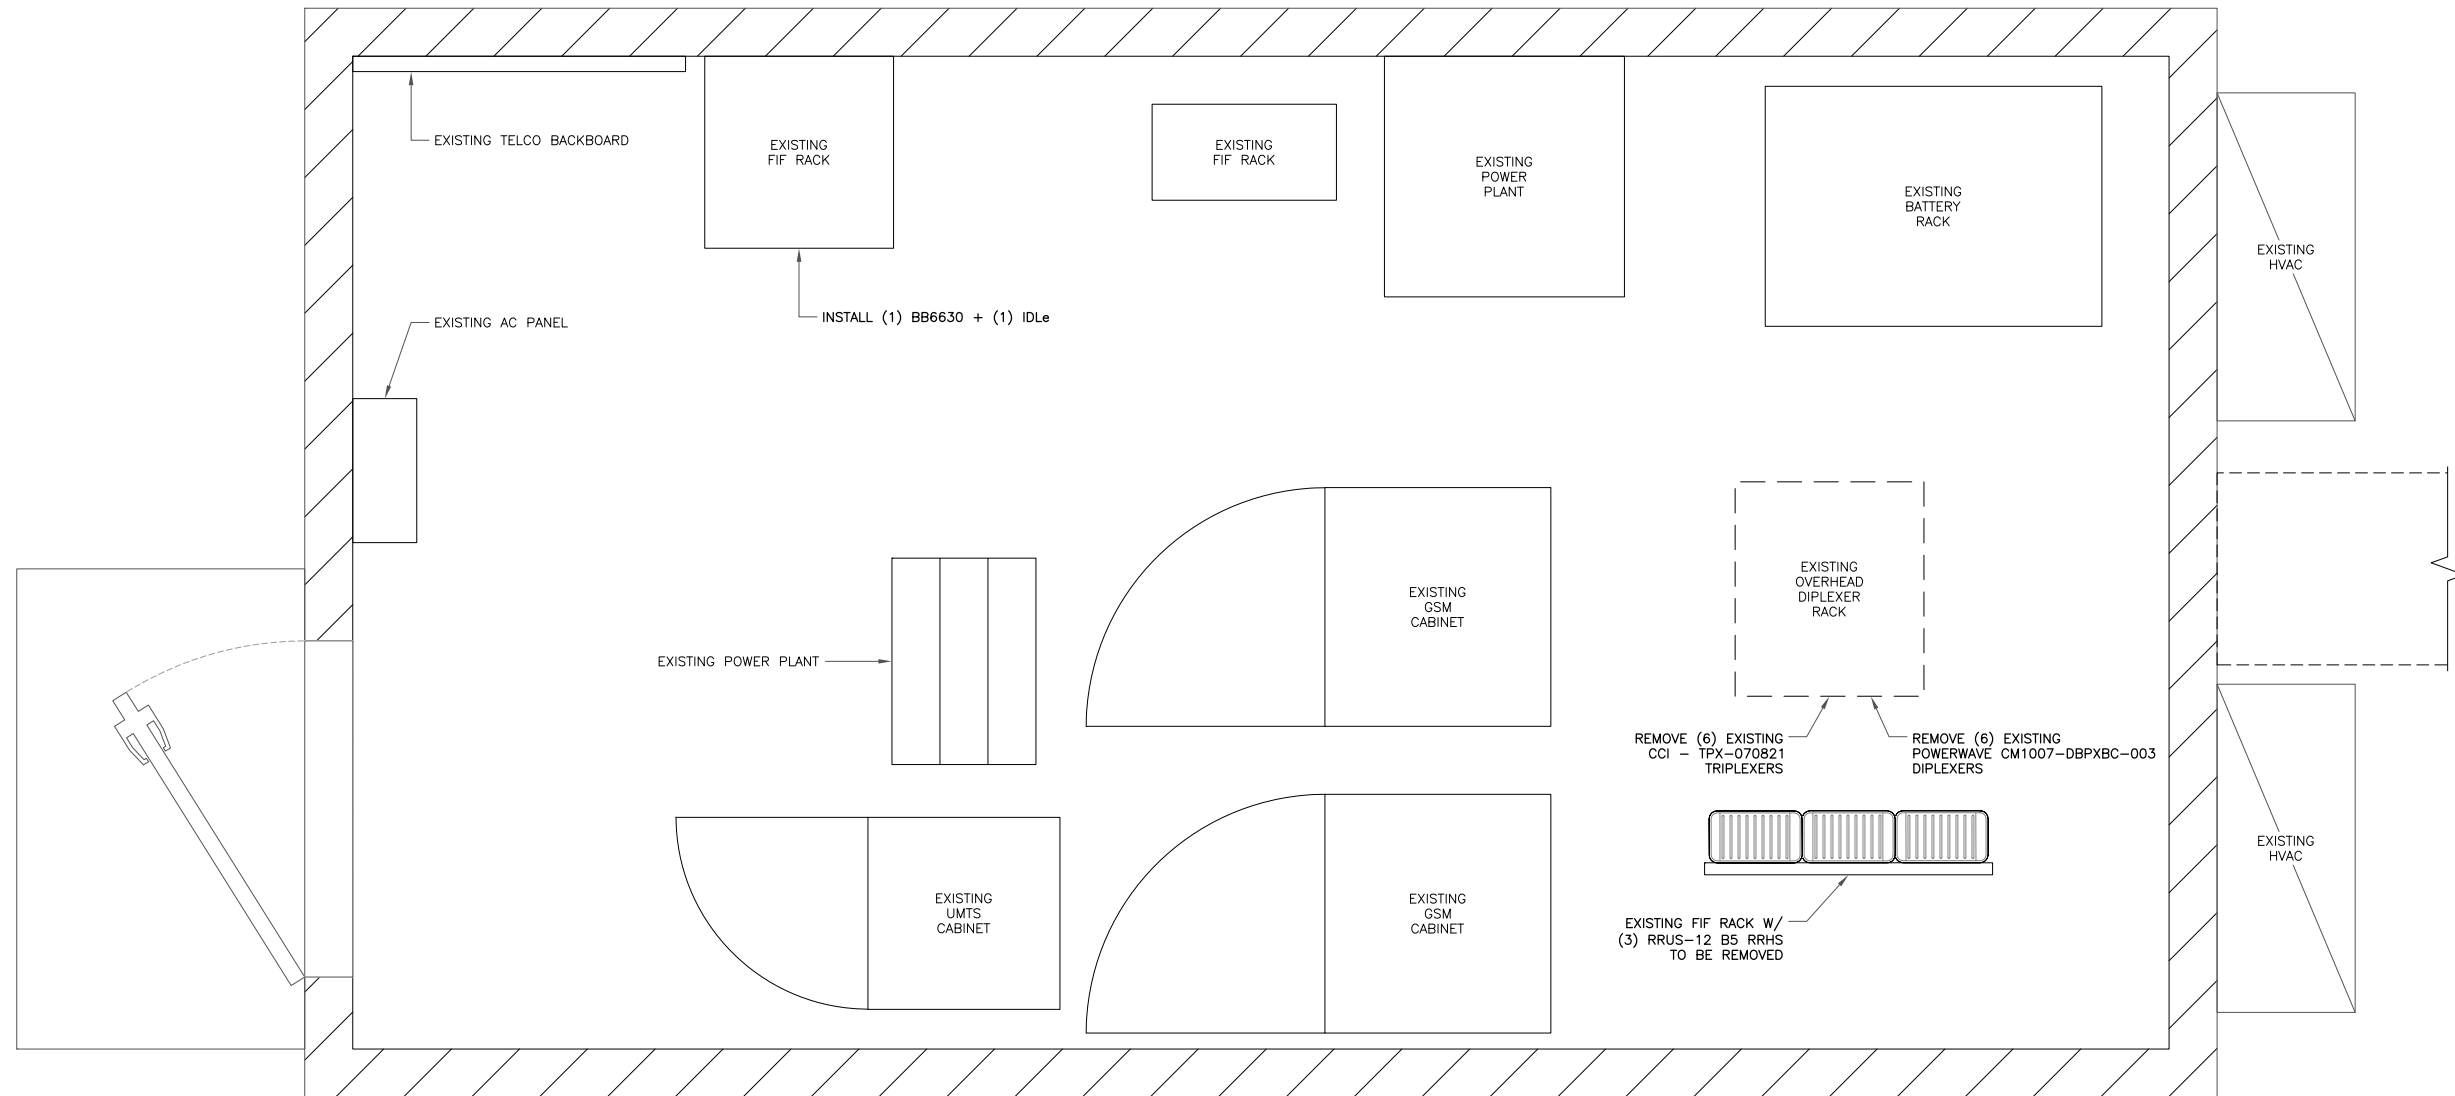 EXISTING TELCO BACKBOARD
EXISTING
FIF RACK
EXISTING
FIF RACK
EXISTING
POWER
PLANT
EXISTING
BATTERY
RACK
EXISTING
HVAC
INSTALL (1) BB6630 + (1) IDLe
EXISTING AC PANEL
EXISTING POWER PLANT
EXISTING
GSM
CABINET
EXISTING
OVERHEAD
DIPLEXER
RACK
REMOVE (6) EXISTING
CCI - TPX-070821
TRIPLEXERS
REMOVE (6) EXISTING
POWERWAVE CM1007-DBPXBC-003
DIPLEXERS
EXISTING
HVAC
EXISTING
UMTS
CABINET
EXISTING
GSM
CABINET
EXISTING FIF RACK W/
(3) RRUS-12 B5 RRHS
TO BE REMOVED